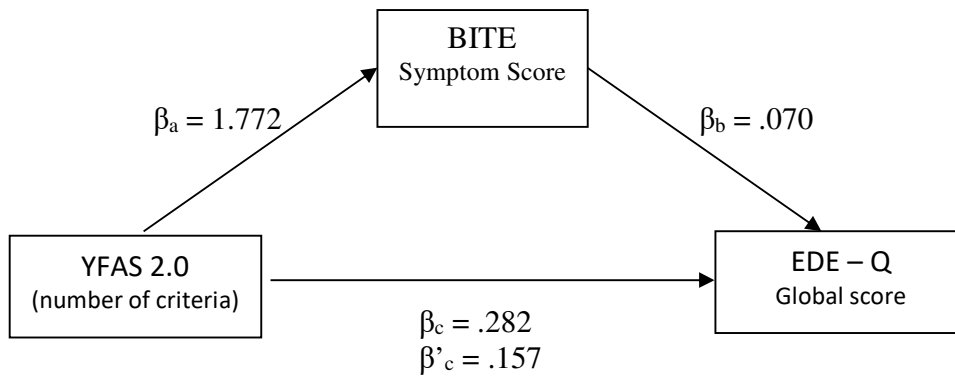 BITE
Symptom Score
βa = 1.772
βb = .070
YFAS 2.0
(number of criteria)
EDE – Q
Global score
βc = .282
β’c = .157